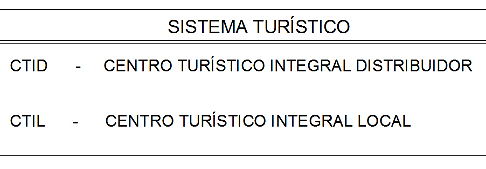 SISTEMA TURÍSTICO
CTID - CENTRO TURÍSTICO INTEGRAL DISTRIBUIDOR
CTIL - CENTRO TURÍSTICO INTEGRAL LOCAL